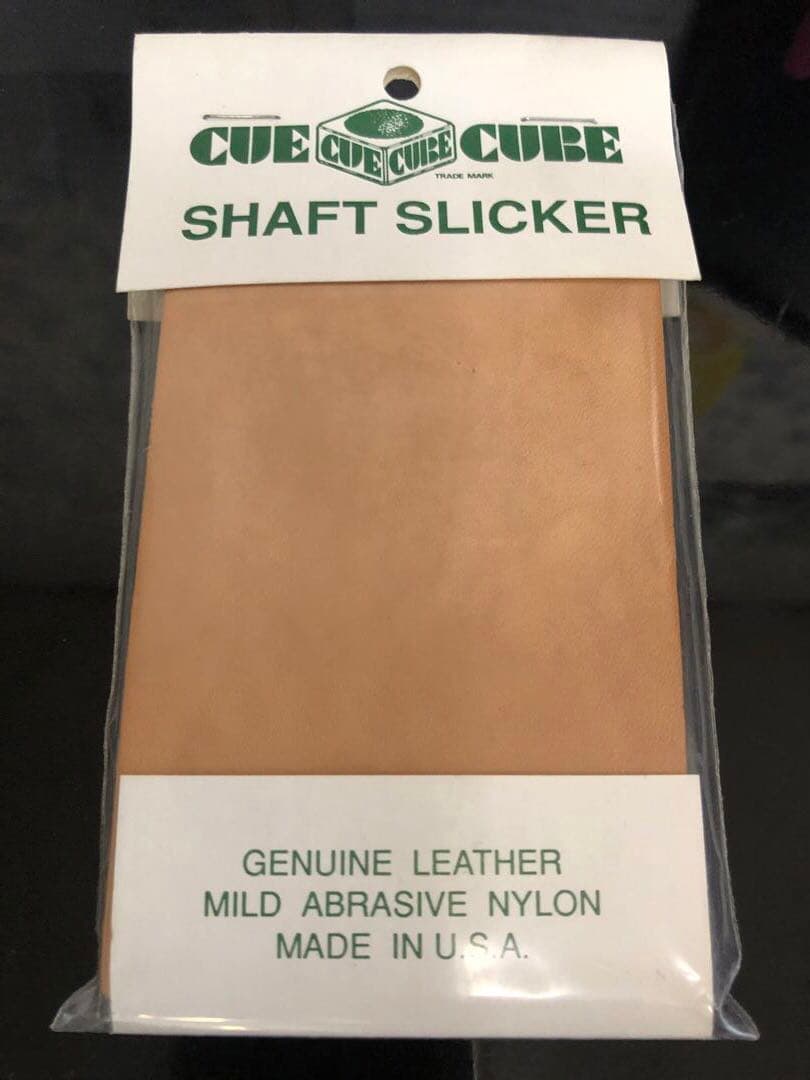 CUE CUE CUBE CUBE
TRADE MARK
SHAFT SLICKER
GENUINE LEATHER
MILD ABRASIVE NYLON
MADE IN U.S.A.